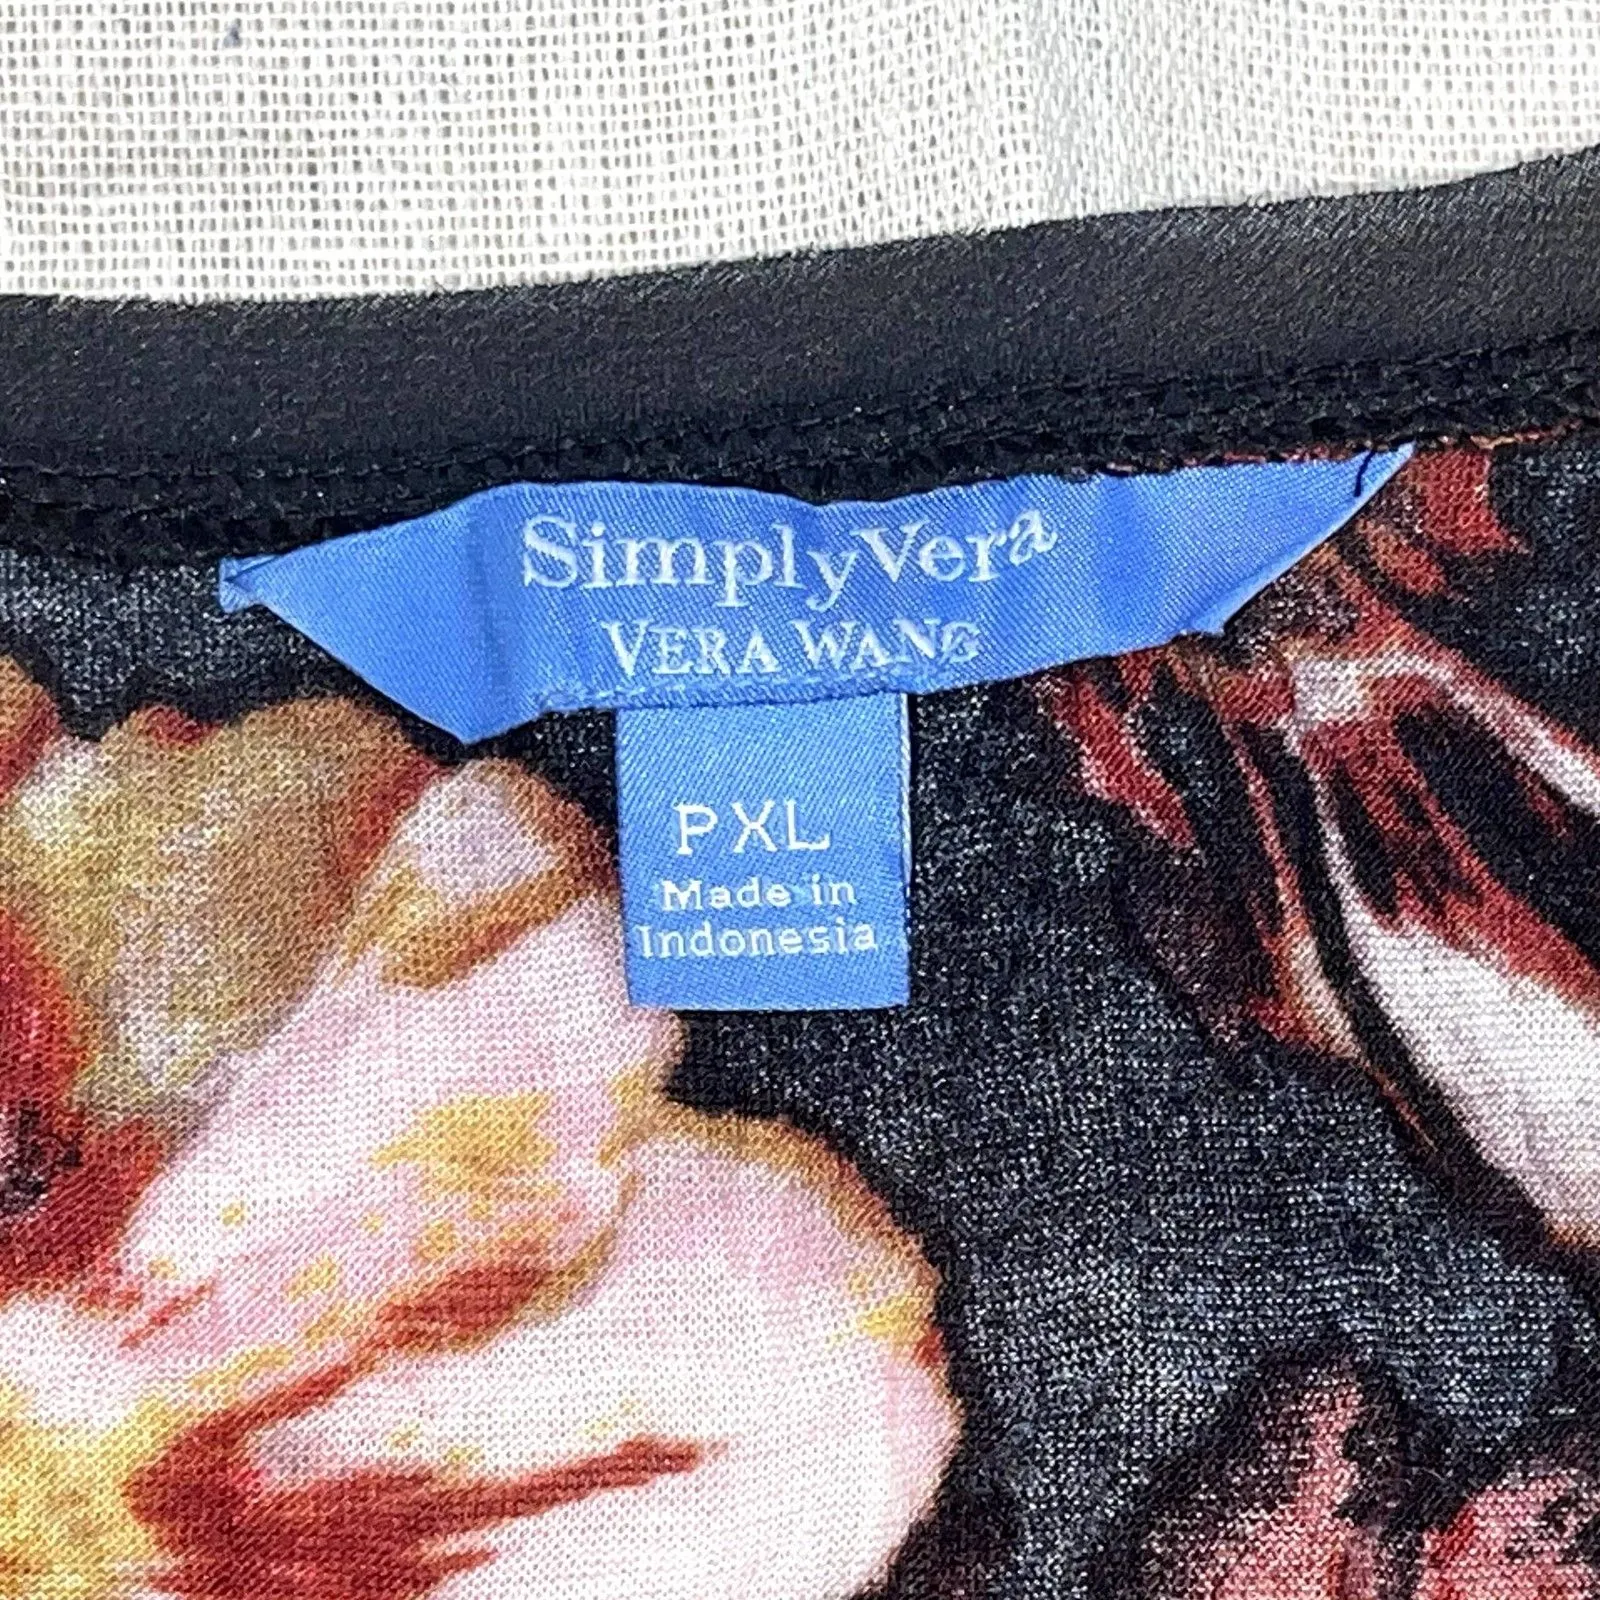 SimplyVera
VERA WANG
PXL
Made in
Indonesia